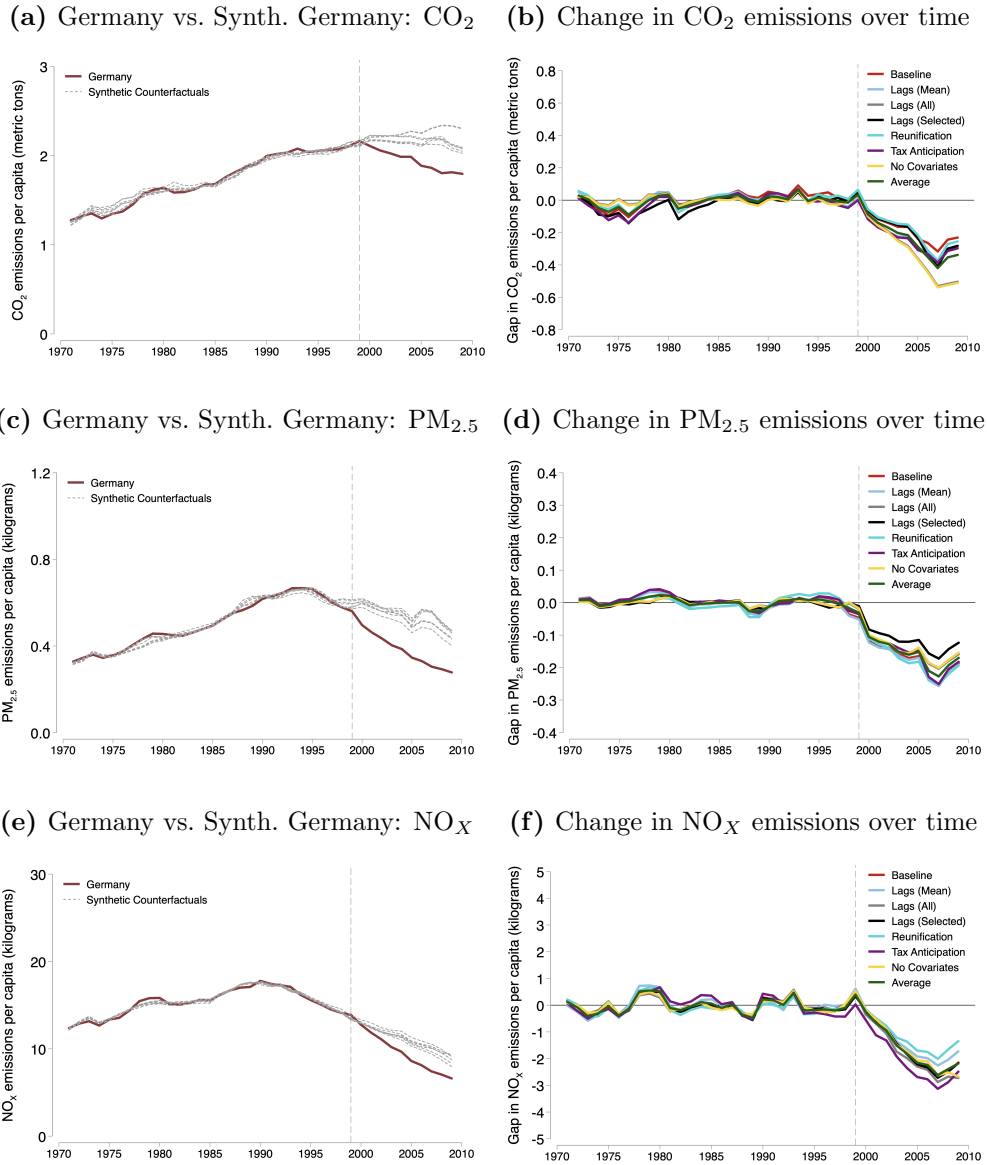 (a) Germany vs. Synth. Germany: CO2
CO2 emissions per capita (metric tons)
3
2
1
0
Germany
Synthetic Counterfactuals
1970 1975 1980 1985 1990 1995 2000 2005 2010
(b) Change in CO2 emissions over time
Gap in CO2 emissions per capita (metric tons)
0.8
0.6
0.4
0.2
0.0
-0.2
-0.4
-0.6
-0.8
Baseline
Lags (Mean)
Lags (All)
Lags (Selected)
Reunification
Tax Anticipation
No Covariates
Average
1970 1975 1980 1985 1990 1995 2000 2005 2010
c) Germany vs. Synth. Germany: PM2.5
PM2.5 emissions per capita (kilograms)
1.2
0.8
0.4
0.0
Germany
Synthetic Counterfactuals
1970 1975 1980 1985 1990 1995 2000 2005 2010
(d) Change in PM2.5 emissions over time
Gap in PM2.5 emissions per capita (kilograms)
0.4
0.3
0.2
0.1
0.0
-0.1
-0.2
-0.3
-0.4
Baseline
Lags (Mean)
Lags (All)
Lags (Selected)
Reunification
Tax Anticipation
No Covariates
Average
1970 1975 1980 1985 1990 1995 2000 2005 2010
(e) Germany vs. Synth. Germany: NOX
NOX emissions per capita (kilograms)
30
20
10
0
Germany
Synthetic Counterfactuals
1970 1975 1980 1985 1990 1995 2000 2005 2010
(f) Change in NOX emissions over time
Gap in NOX emissions per capita (kilograms)
5
4
3
2
1
0
-1
-2
-3
-4
-5
Baseline
Lags (Mean)
Lags (All)
Lags (Selected)
Reunification
Tax Anticipation
No Covariates
Average
1970 1975 1980 1985 1990 1995 2000 2005 2010